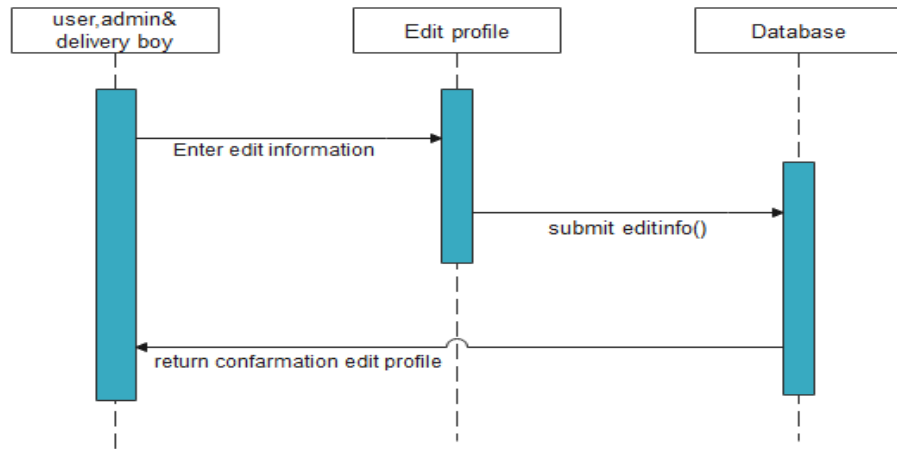 user,admin&
delivery boy
Edit profile
Database
Enter edit information
submit editinfo()
return confarmation edit profile